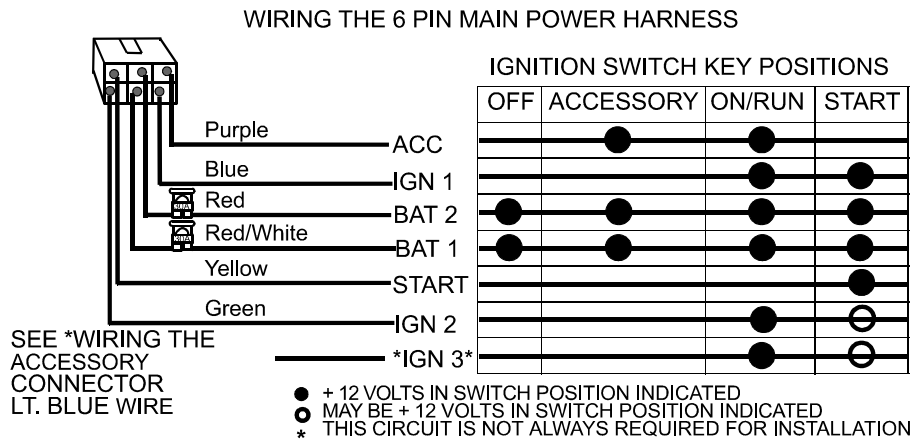 WIRING THE 6 PIN MAIN POWER HARNESS
IGNITION SWITCH KEY POSITIONS
OFF ACCESSORY ON/RUN START
Purple ACC
Blue IGN 1
30A Red BAT 2
30A Red/White BAT 1
Yellow START
Green IGN 2
SEE *WIRING THE
ACCESSORY
CONNECTOR
LT. BLUE WIRE
*IGN 3*
+ 12 VOLTS IN SWITCH POSITION INDICATED
MAY BE + 12 VOLTS IN SWITCH POSITION INDICATED
* THIS CIRCUIT IS NOT ALWAYS REQUIRED FOR INSTALLATION